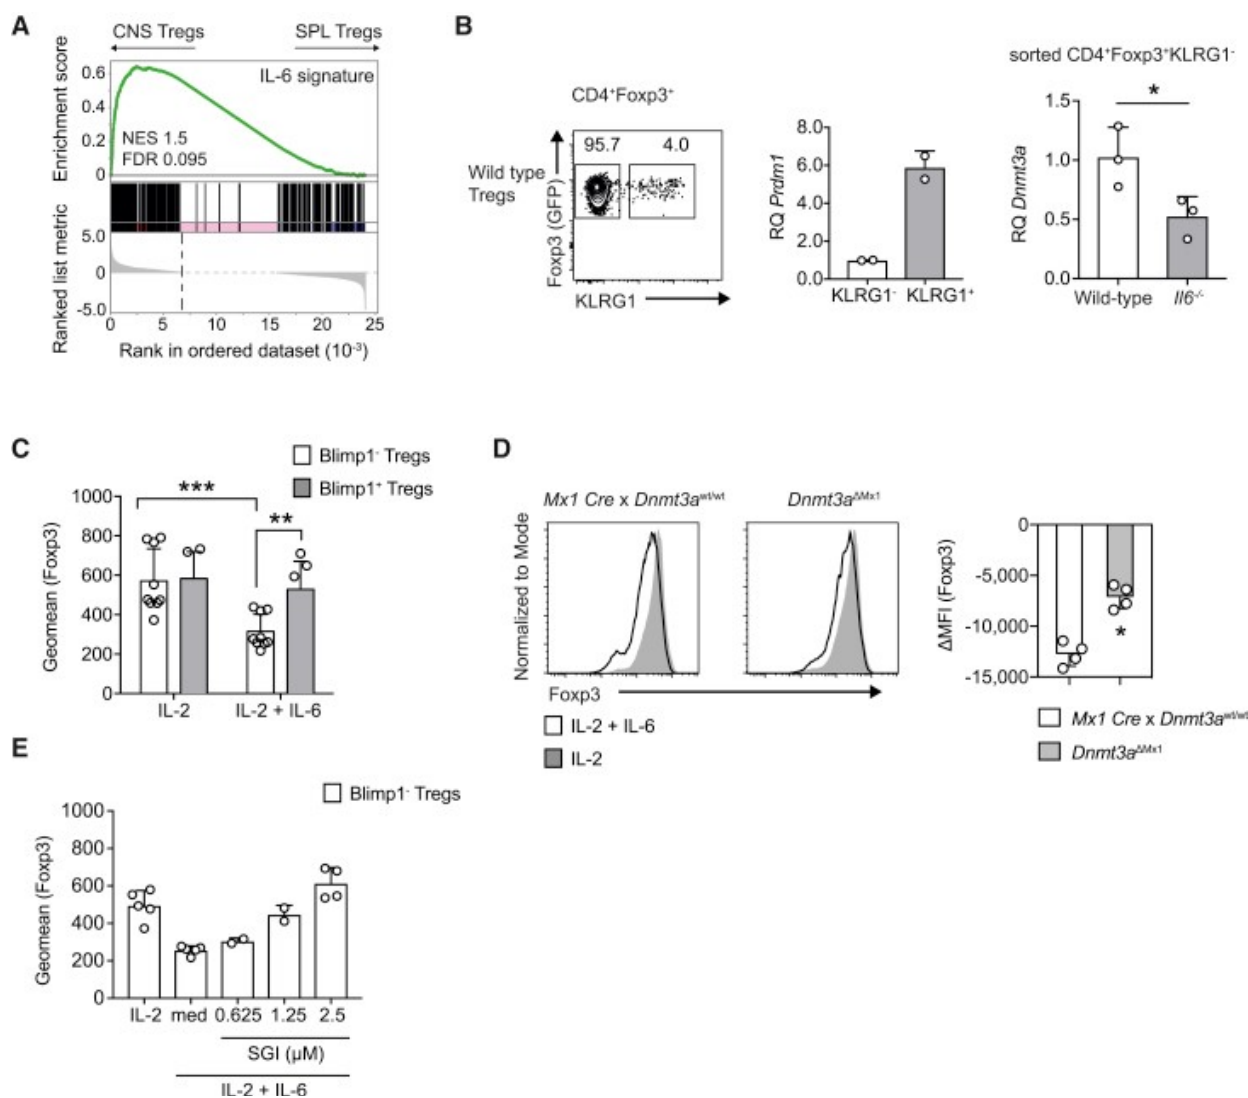 A
CNS Tregs
SPL Tregs
Enrichment score
0.6
0.4
0.2
0
IL-6 signature
NES 1.5
FDR 0.095
Ranked list metric
5.0
0
-5.0
0 5 10 15 20 25
Rank in ordered dataset (10⁻³)
B
CD4⁺Foxp3⁺
95.7 4.0
Wild type
Tregs
Foxp3 (GFP)
KLRG1
RQ Prdm1
8.0
6.0
4.0
2.0
0.0
KLRG1⁻ KLRG1⁺
sorted CD4⁺Foxp3⁺KLRG1⁻
*
RQ Dnmt3a
1.5
1.0
0.5
0.0
Wild-type Il6⁻/⁻
C
Blimp1⁻ Tregs
Blimp1⁺ Tregs
***
**
Geomean (Foxp3)
1000
800
600
400
200
0
IL-2 IL-2 + IL-6
D
Mx1 Cre x Dnmt3aʷᵗ/ʷᵗ
Dnmt3aᐞᴹˣ¹
Normalized to Mode
Foxp3
IL-2 + IL-6
IL-2
ΔMFI (Foxp3)
0
-5,000
-10,000
-15,000
*
Mx1 Cre x Dnmt3aʷᵗ/ʷᵗ
Dnmt3aᐞᴹˣ¹
E
Blimp1⁻ Tregs
Geomean (Foxp3)
1000
800
600
400
200
0
IL-2 med 0.625 1.25 2.5
SGI (µM)
IL-2 + IL-6